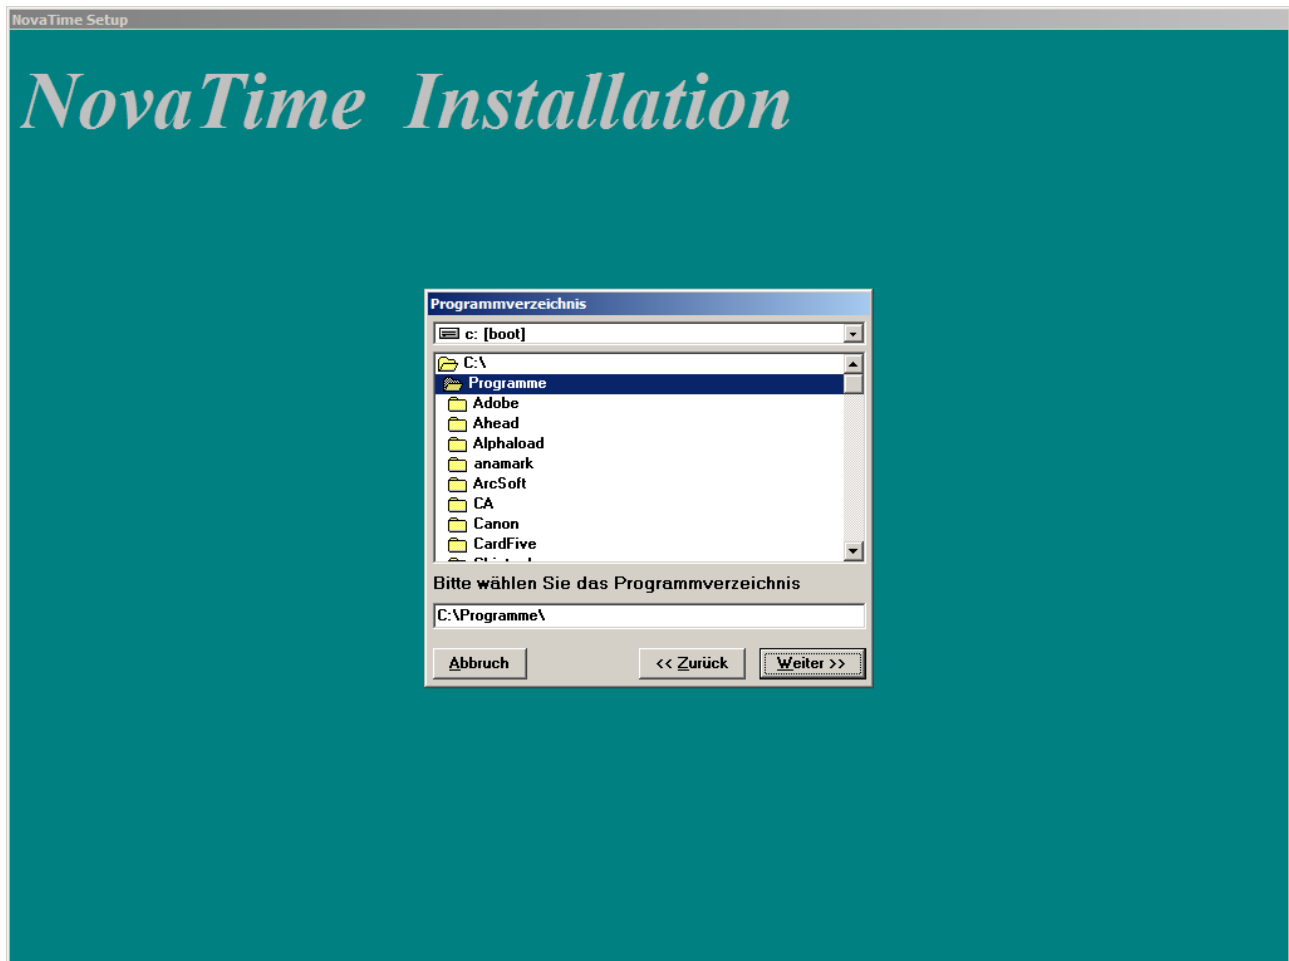 NovaTime Setup
NovaTime Installation
Programmverzeichnis
c: [boot]
C:\
Programme
Adobe
Ahead
Alphaload
anamark
ArcSoft
CA
Canon
CardFive
Bitte wählen Sie das Programmverzeichnis
C:\Programme\
Abbruch
<< Zurück
Weiter >>